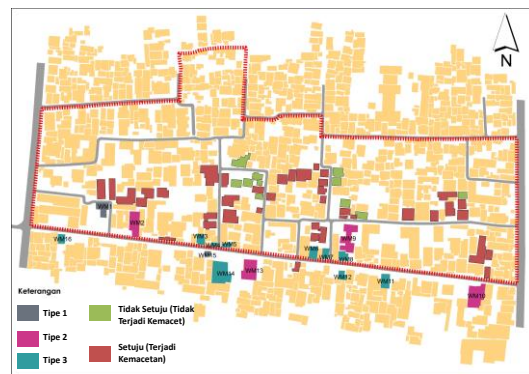 N
WM1
WM2
WM16
WM3
WM5
WM15
WM14
WM13
WM6
WM7
WM9
WM8
WM12
WM11
WM10
Keterangan
Tipe 1
Tipe 2
Tipe 3
Tidak Setuju (Tidak
Terjadi Kemacet)
Setuju (Terjadi
Kemacetan)